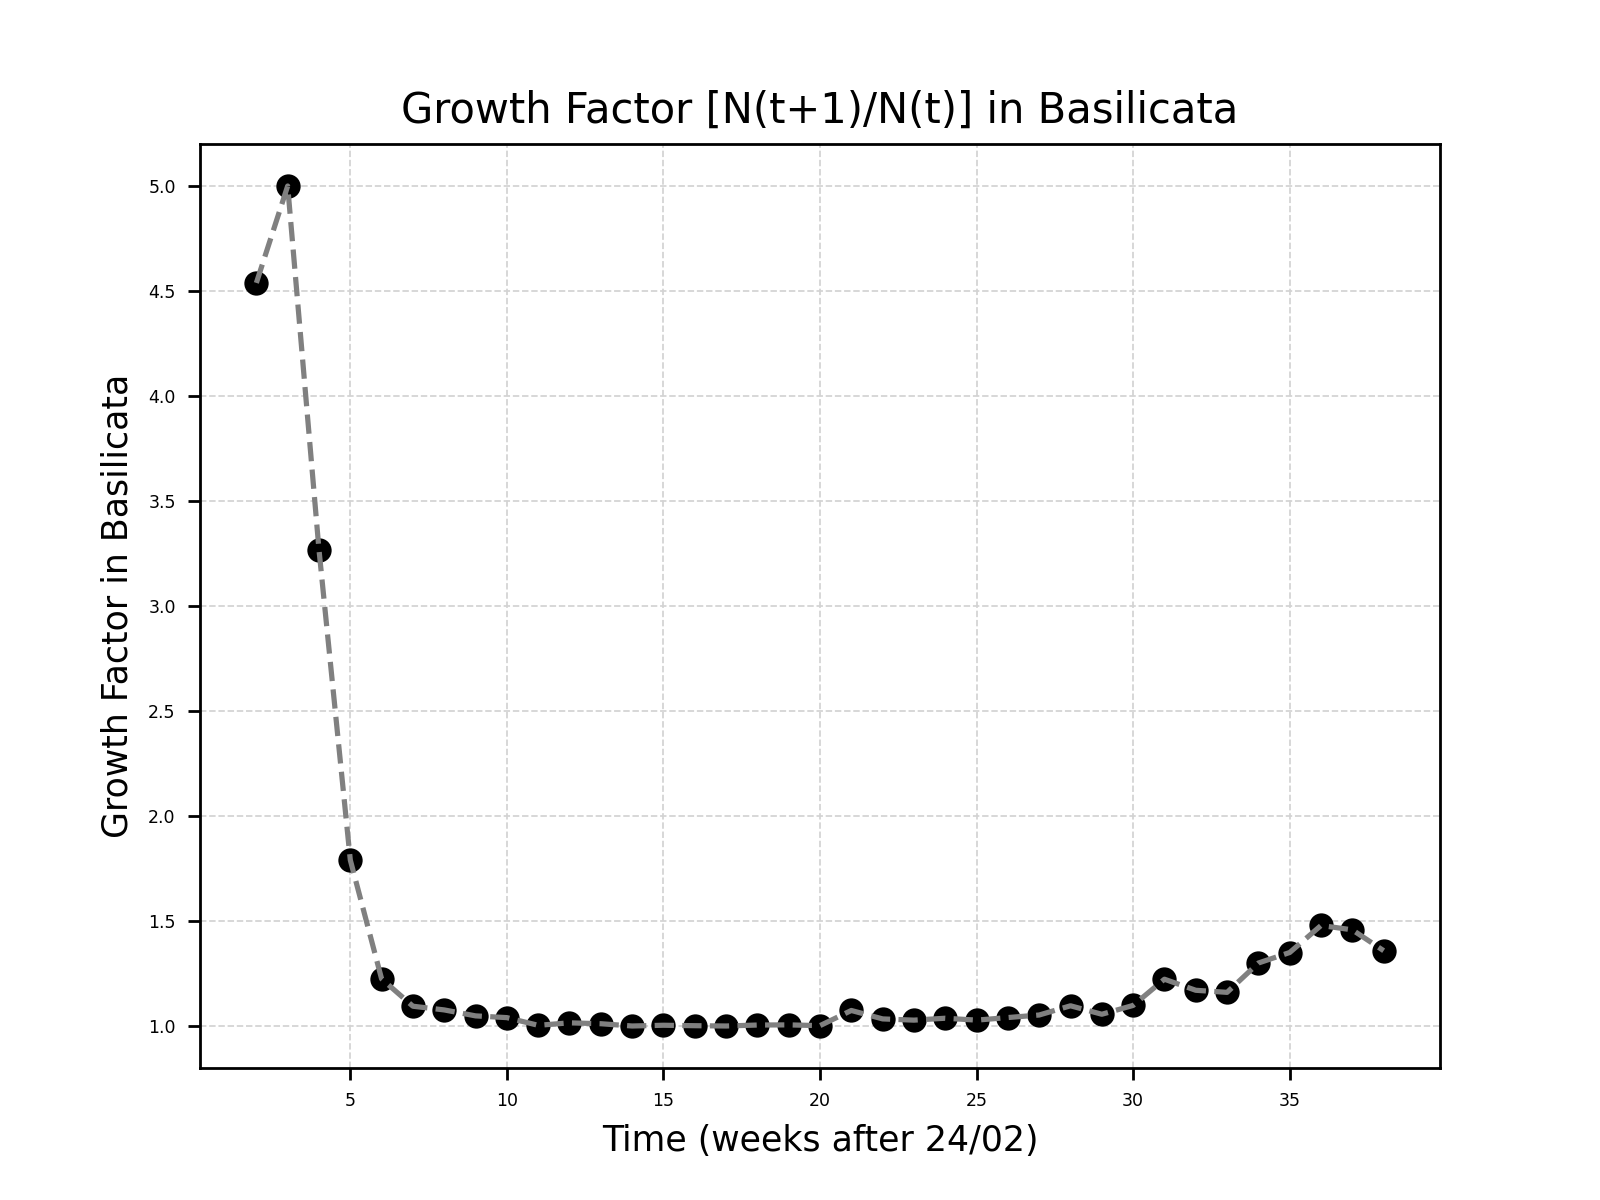 Growth Factor [N(t+1)/N(t)] in Basilicata
Growth Factor in Basilicata
5.0
4.5
4.0
3.5
3.0
2.5
2.0
1.5
1.0
5 10 15 20 25 30 35
Time (weeks after 24/02)